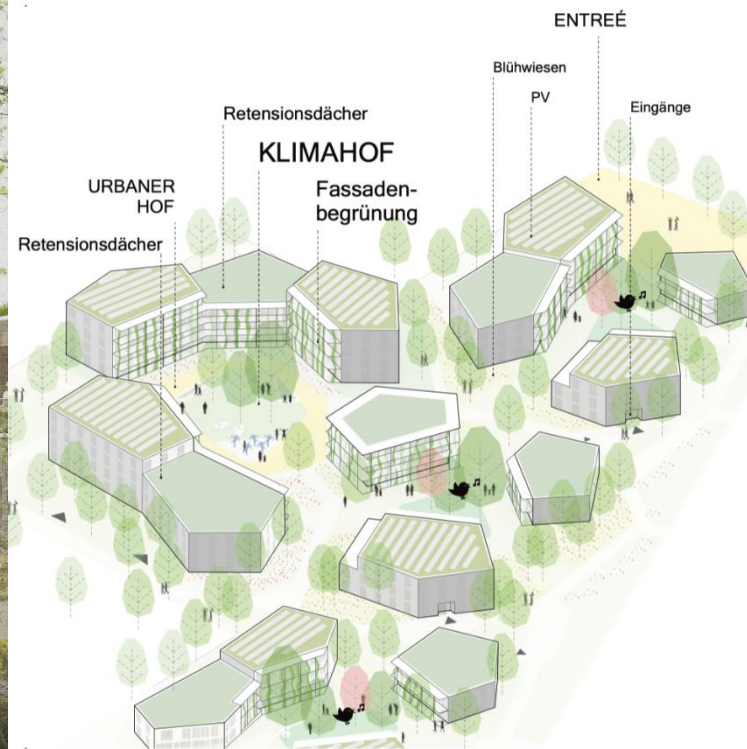 ENTREÉ
Blühwiesen
PV
Eingänge
Retensionsdächer
KLIMAHOF
URBANER
HOF
Fassaden-
begrünung
Retensionsdächer